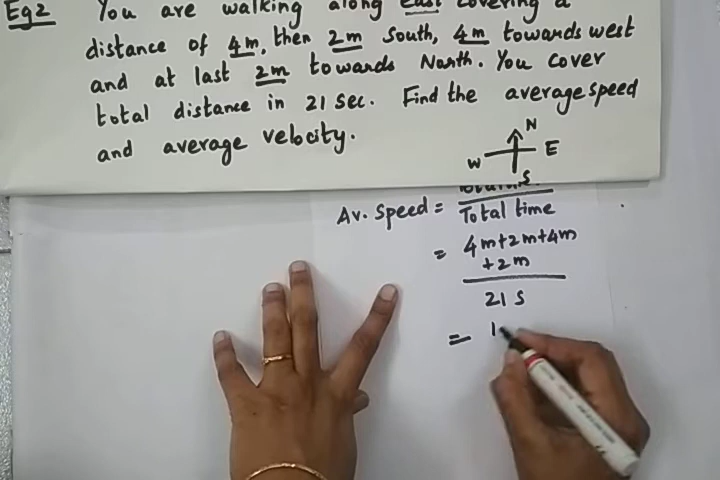 Eg 2 You are walking along east covering a
distance of 4m, then 2m South, 4m towards west
and at last 2m towards North. You cover
total distance in 21 sec. Find the average speed
and average velocity.
N
W E
S
Av. Speed = Total time
= 4m+2m+4m
+2m
21 s
= 1